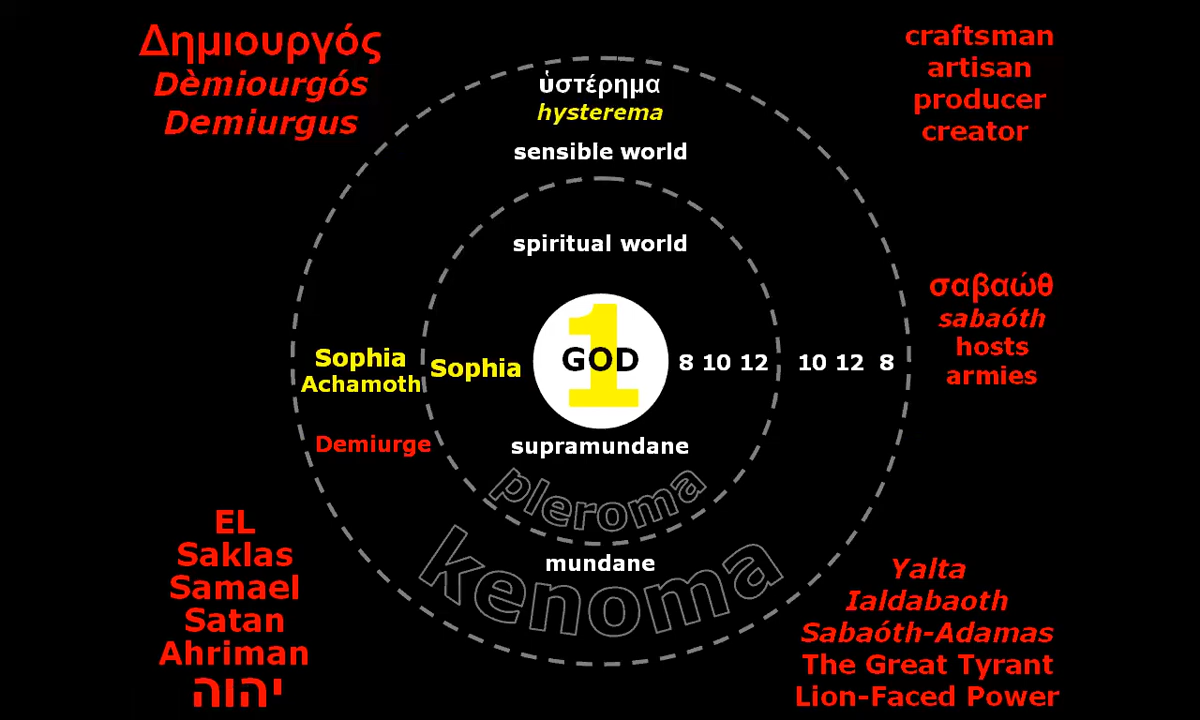 Δημιουργός
Dèmiourgós
Demiurgus
craftsman
artisan
producer
creator
ὑστέρημα
hysterema
sensible world
spiritual world
1
GOD
Sophia
Achamoth
Sophia
8 10 12
10 12 8
σαβαώθ
sabaóth
hosts
armies
Demiurge
supramundane
pleroma
mundane
kenoma
EL
Saklas
Samael
Satan
Ahriman
יהוה
Yalta
Ialdabaoth
Sabaóth-Adamas
The Great Tyrant
Lion-Faced Power